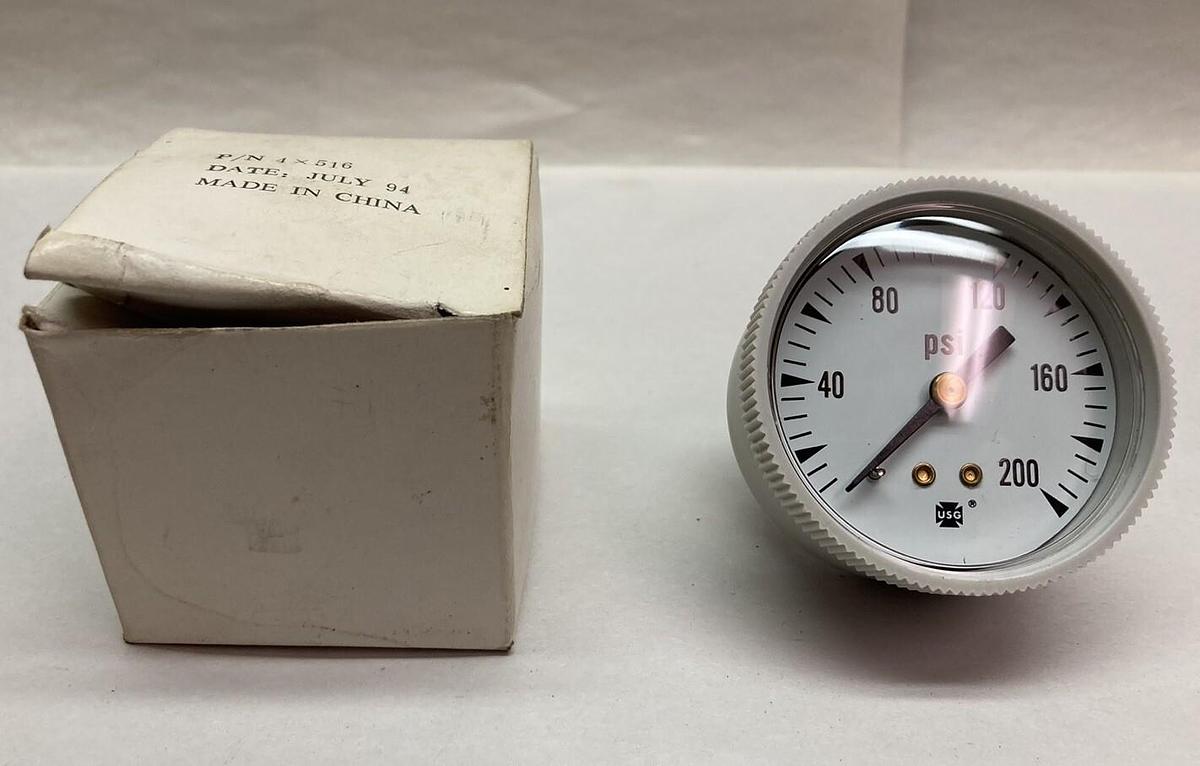 P/N 4×516
DATE: JULY 94
MADE IN CHINA
80
120
psi
40
160
200
USG
®